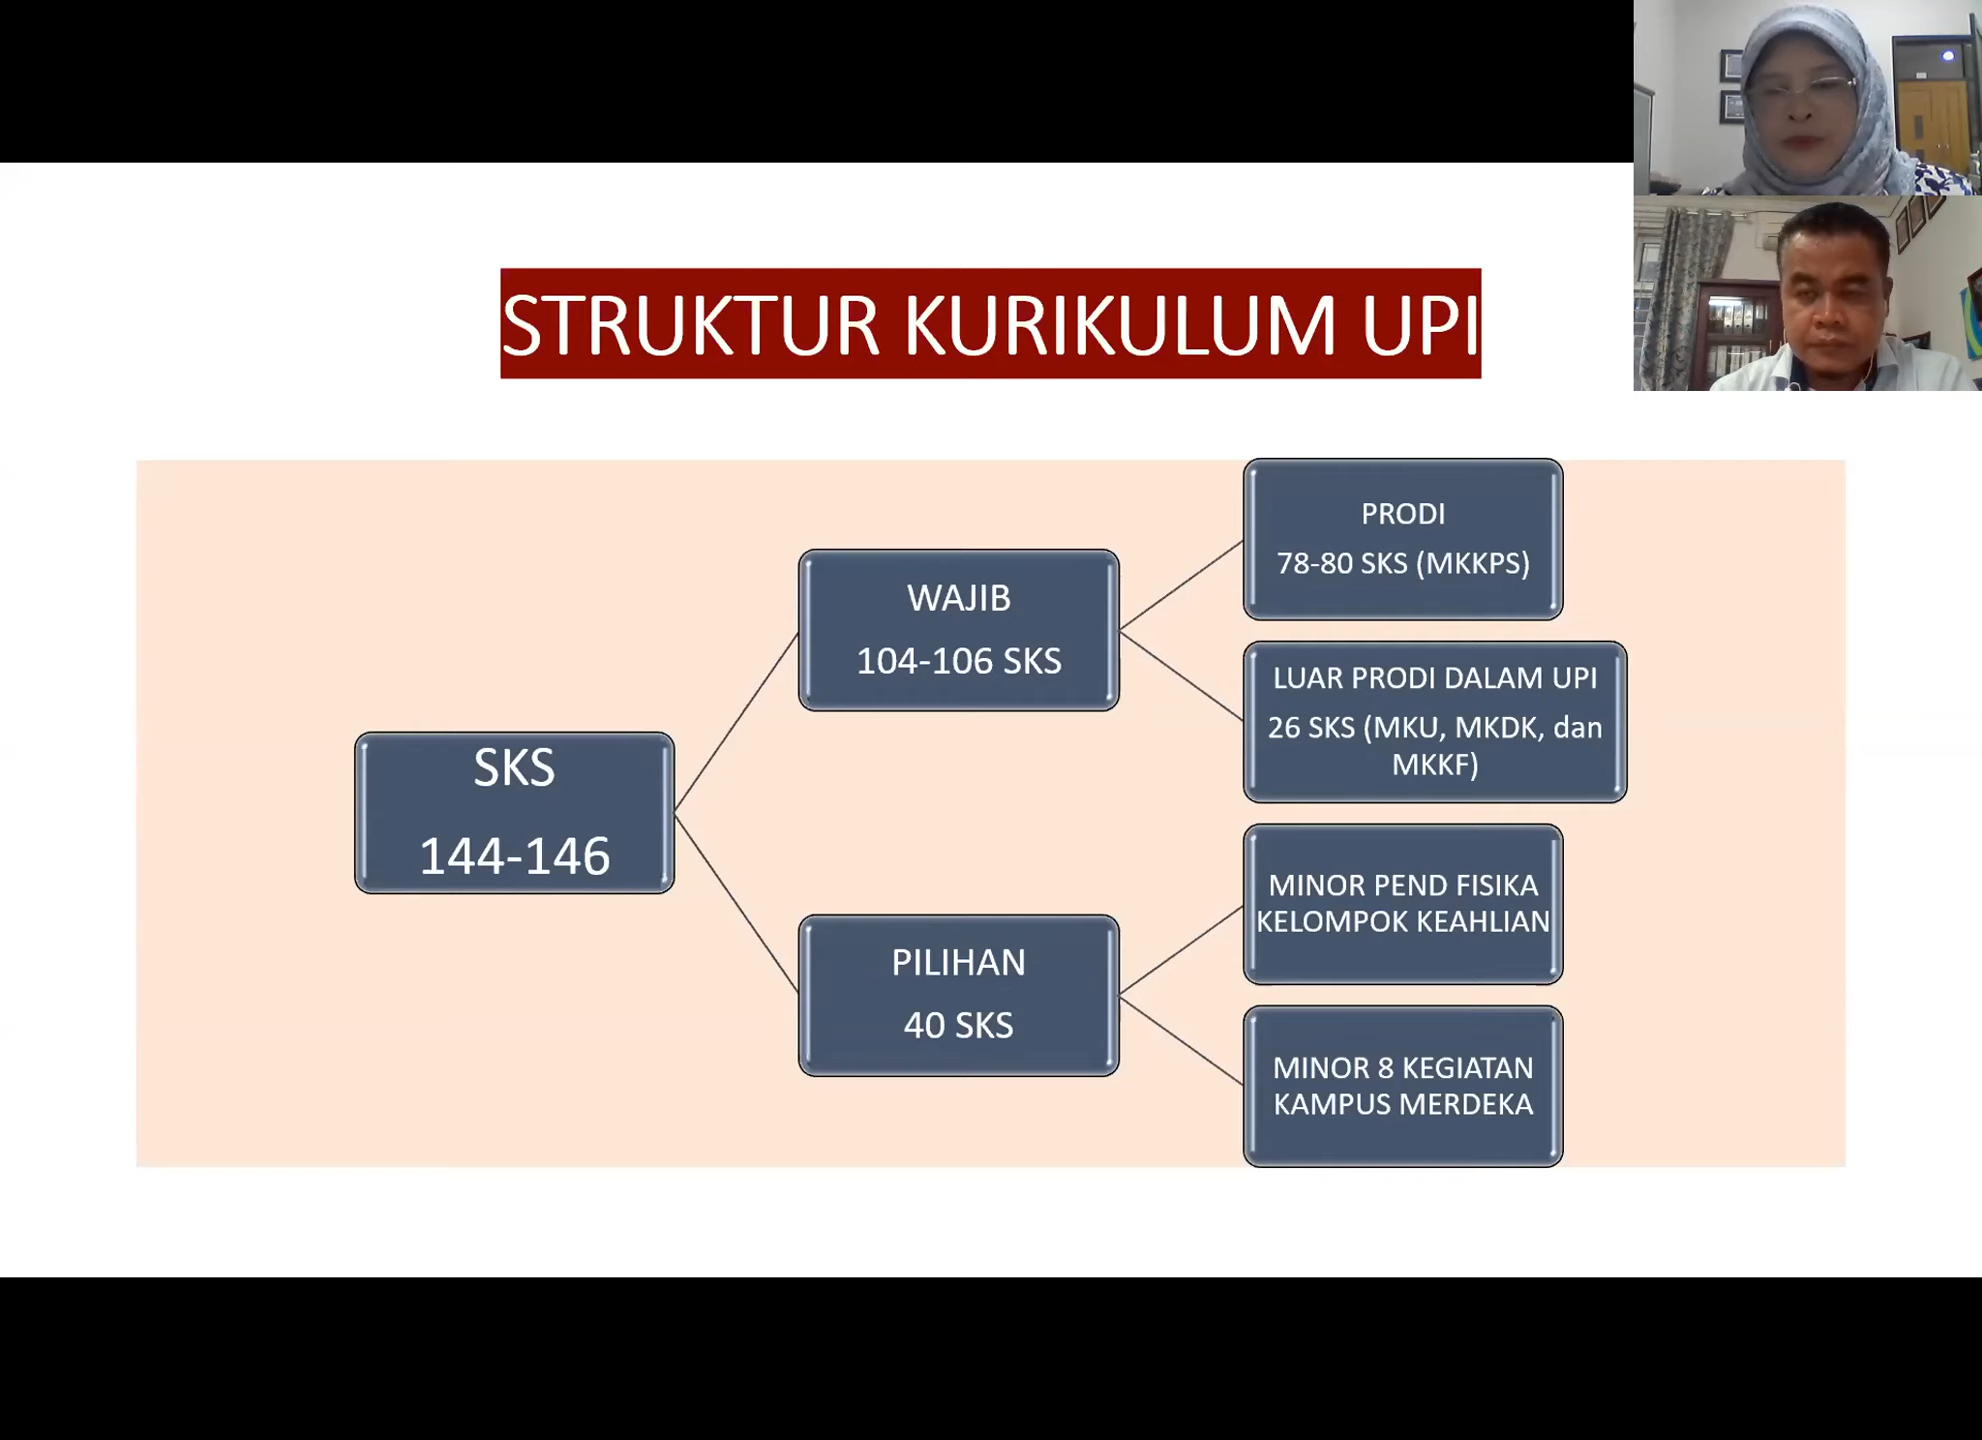 STRUKTUR KURIKULUM UPI
SKS
144-146
WAJIB
104-106 SKS
PILIHAN
40 SKS
PRODI
78-80 SKS (MKKPS)
LUAR PRODI DALAM UPI
26 SKS (MKU, MKDK, dan
MKKF)
MINOR PEND FISIKA
KELOMPOK KEAHLIAN
MINOR 8 KEGIATAN
KAMPUS MERDEKA